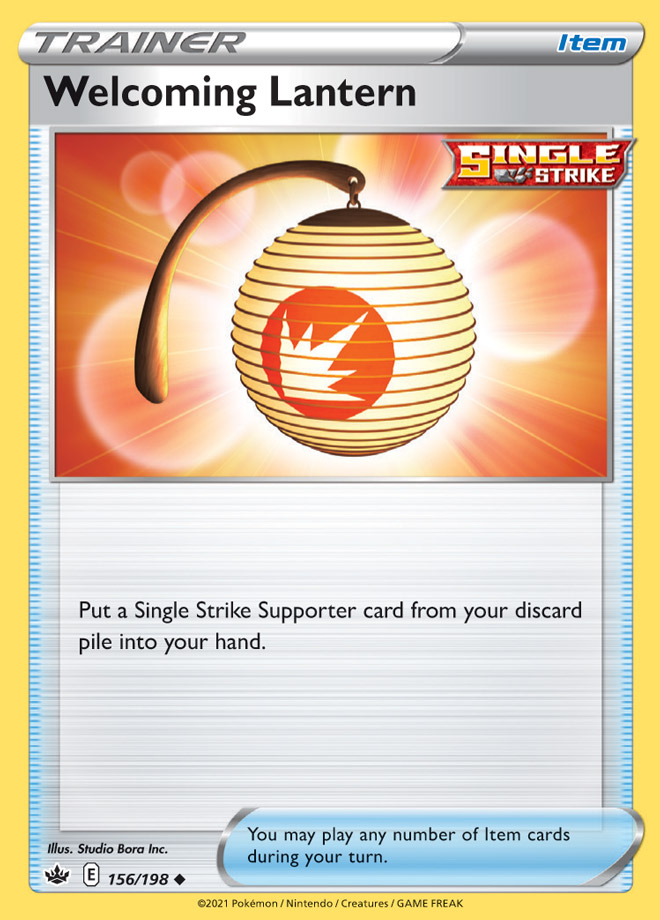 TRAINER
Item
Welcoming Lantern
SINGLE
STRIKE
Put a Single Strike Supporter card from your discard
pile into your hand.
You may play any number of Item cards
during your turn.
Illus. Studio Bora Inc.
E 156/198
©2021 Pokémon / Nintendo / Creatures / GAME FREAK